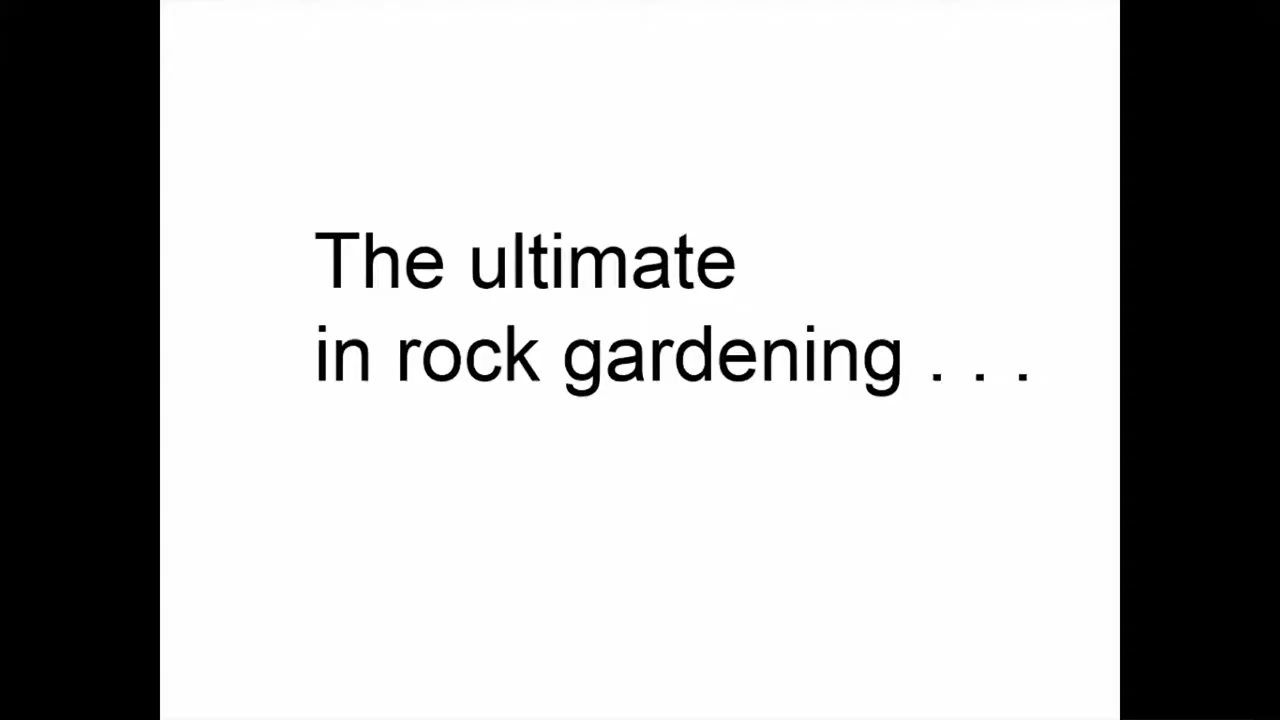 The ultimate
in rock gardening . . .